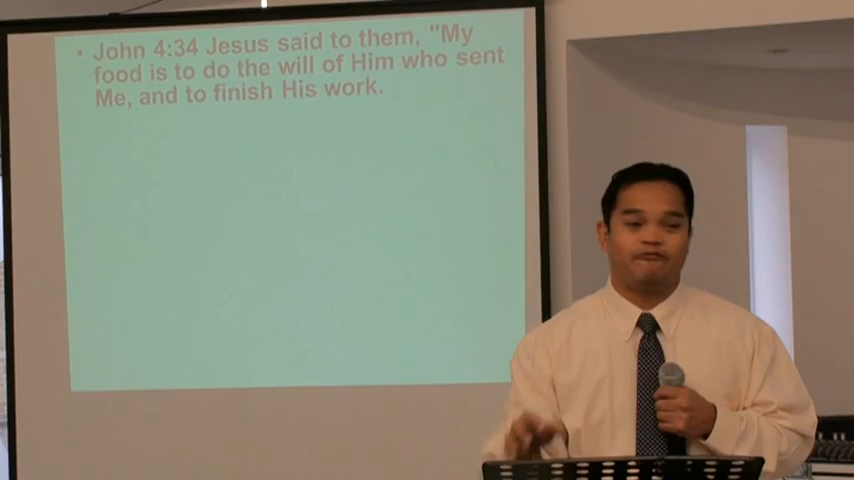 • John 4:34 Jesus said to them, "My
food is to do the will of Him who sent
Me, and to finish His work.